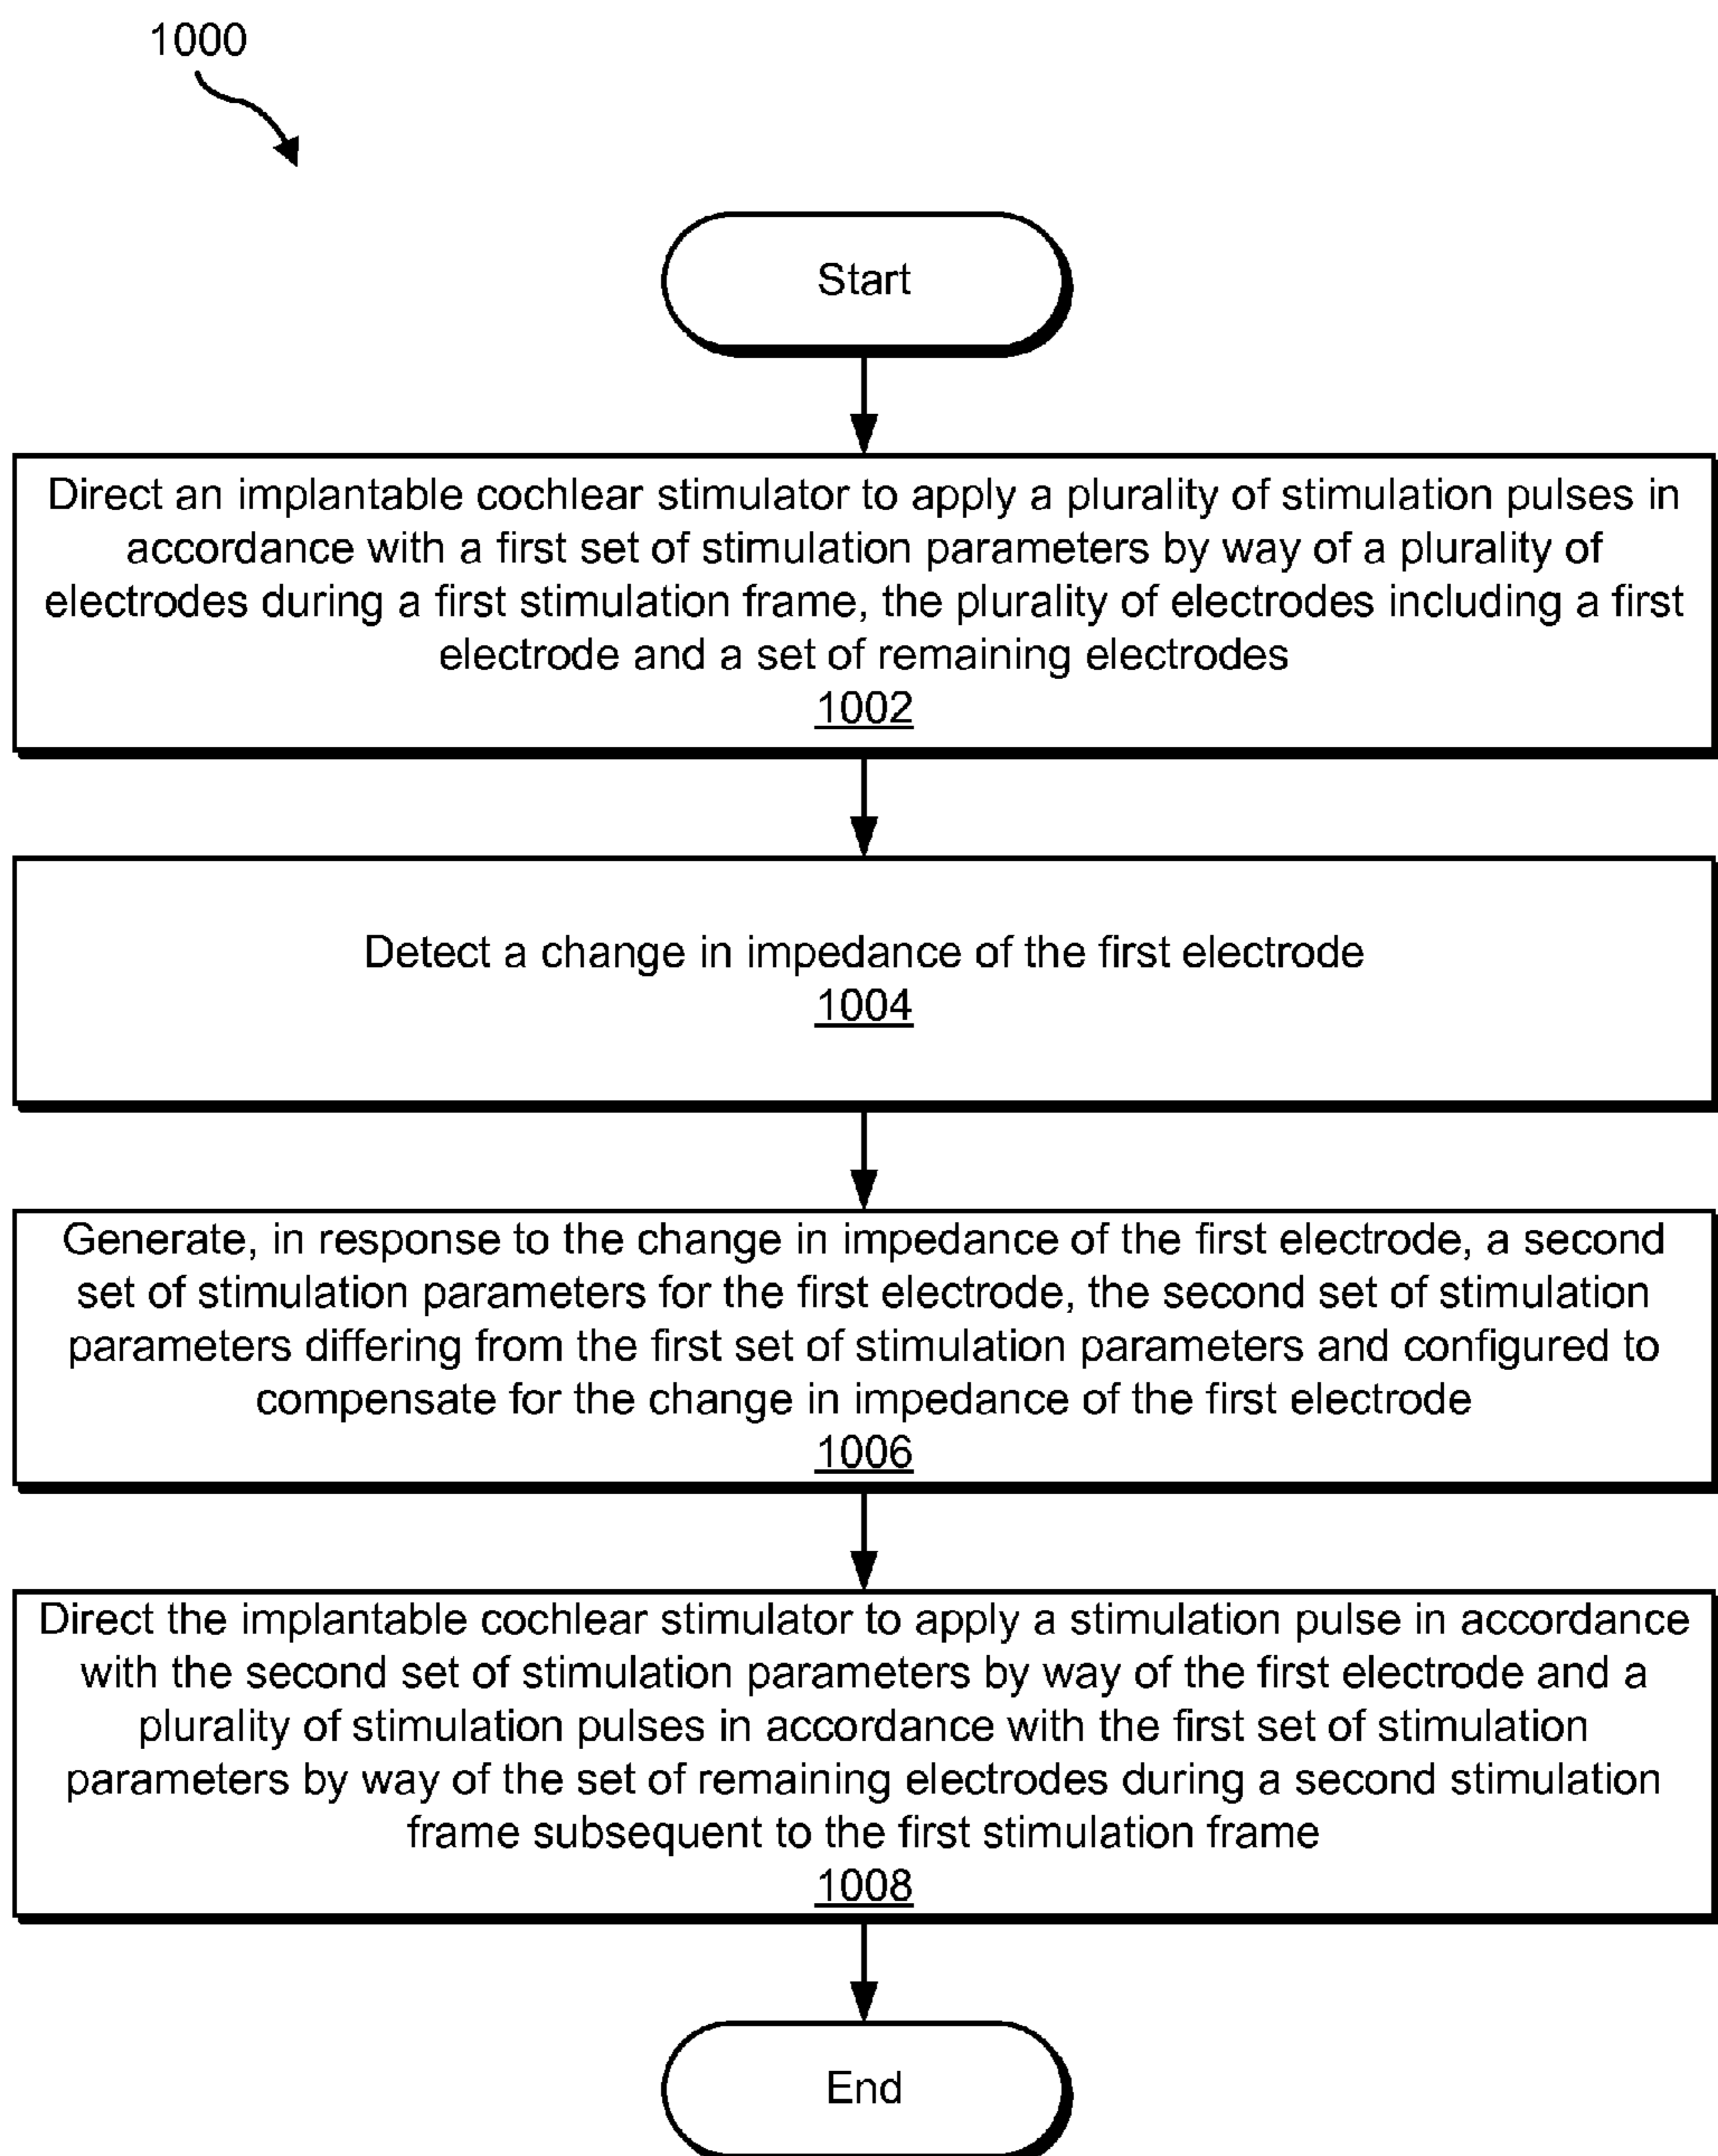 1000
Start
Direct an implantable cochlear stimulator to apply a plurality of stimulation pulses in
accordance with a first set of stimulation parameters by way of a plurality of
electrodes during a first stimulation frame, the plurality of electrodes including a first
electrode and a set of remaining electrodes
1002
Detect a change in impedance of the first electrode
1004
Generate, in response to the change in impedance of the first electrode, a second
set of stimulation parameters for the first electrode, the second set of stimulation
parameters differing from the first set of stimulation parameters and configured to
compensate for the change in impedance of the first electrode
1006
Direct the implantable cochlear stimulator to apply a stimulation pulse in accordance
with the second set of stimulation parameters by way of the first electrode and a
plurality of stimulation pulses in accordance with the first set of stimulation
parameters by way of the set of remaining electrodes during a second stimulation
frame subsequent to the first stimulation frame
1008
End